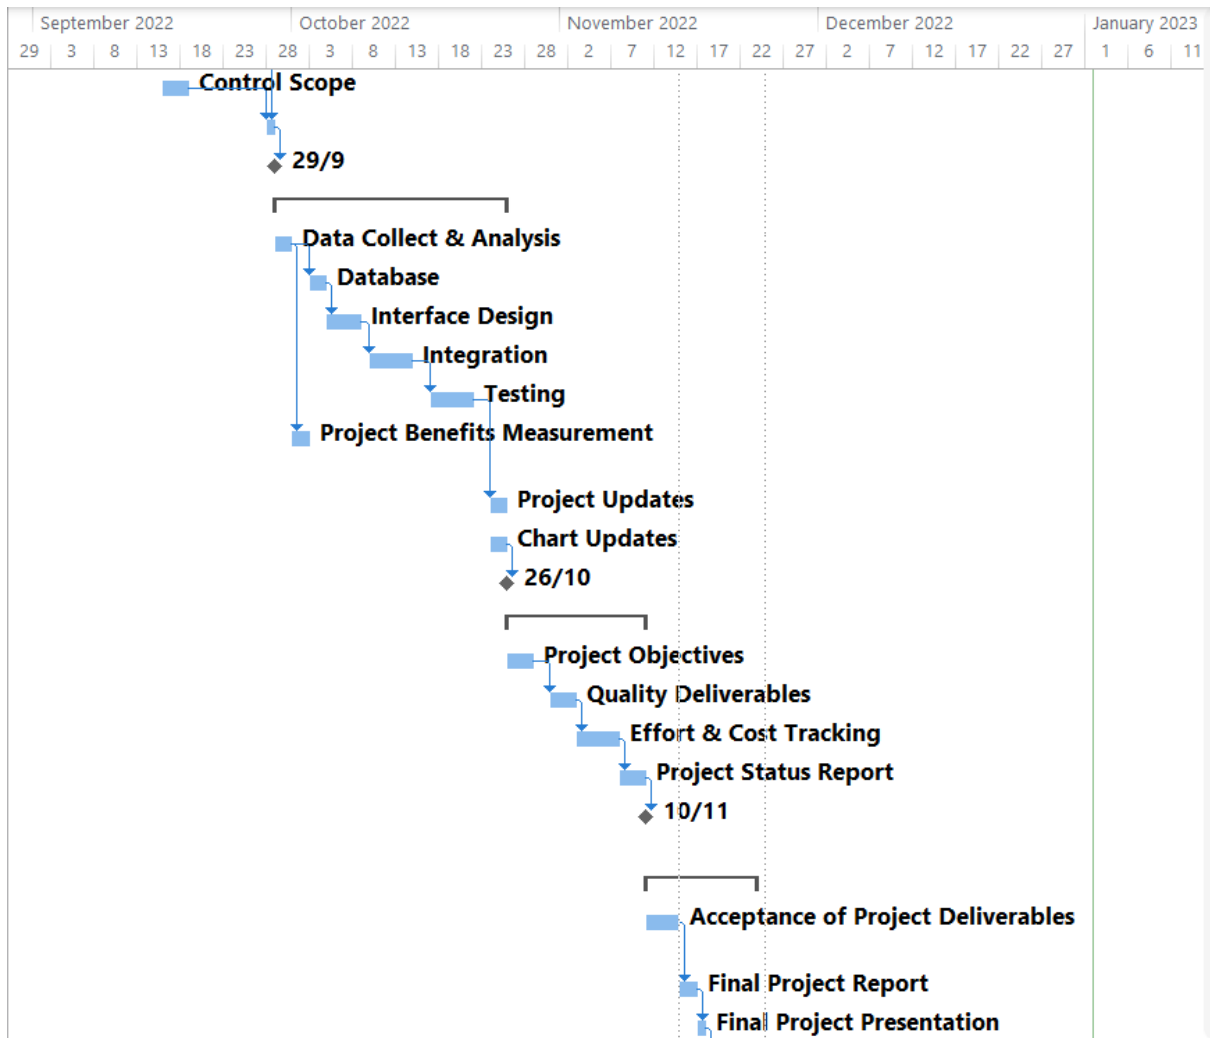 September 2022 October 2022 November 2022 December 2022 January 2023
29 3 8 13 18 23 28 3 8 13 18 23 28 2 7 12 17 22 27 2 7 12 17 22 27 1 6 11
Control Scope
29/9
Data Collect & Analysis
Database
Interface Design
Integration
Testing
Project Benefits Measurement
Project Updates
Chart Updates
26/10
Project Objectives
Quality Deliverables
Effort & Cost Tracking
Project Status Report
10/11
Acceptance of Project Deliverables
Final Project Report
Final Project Presentation